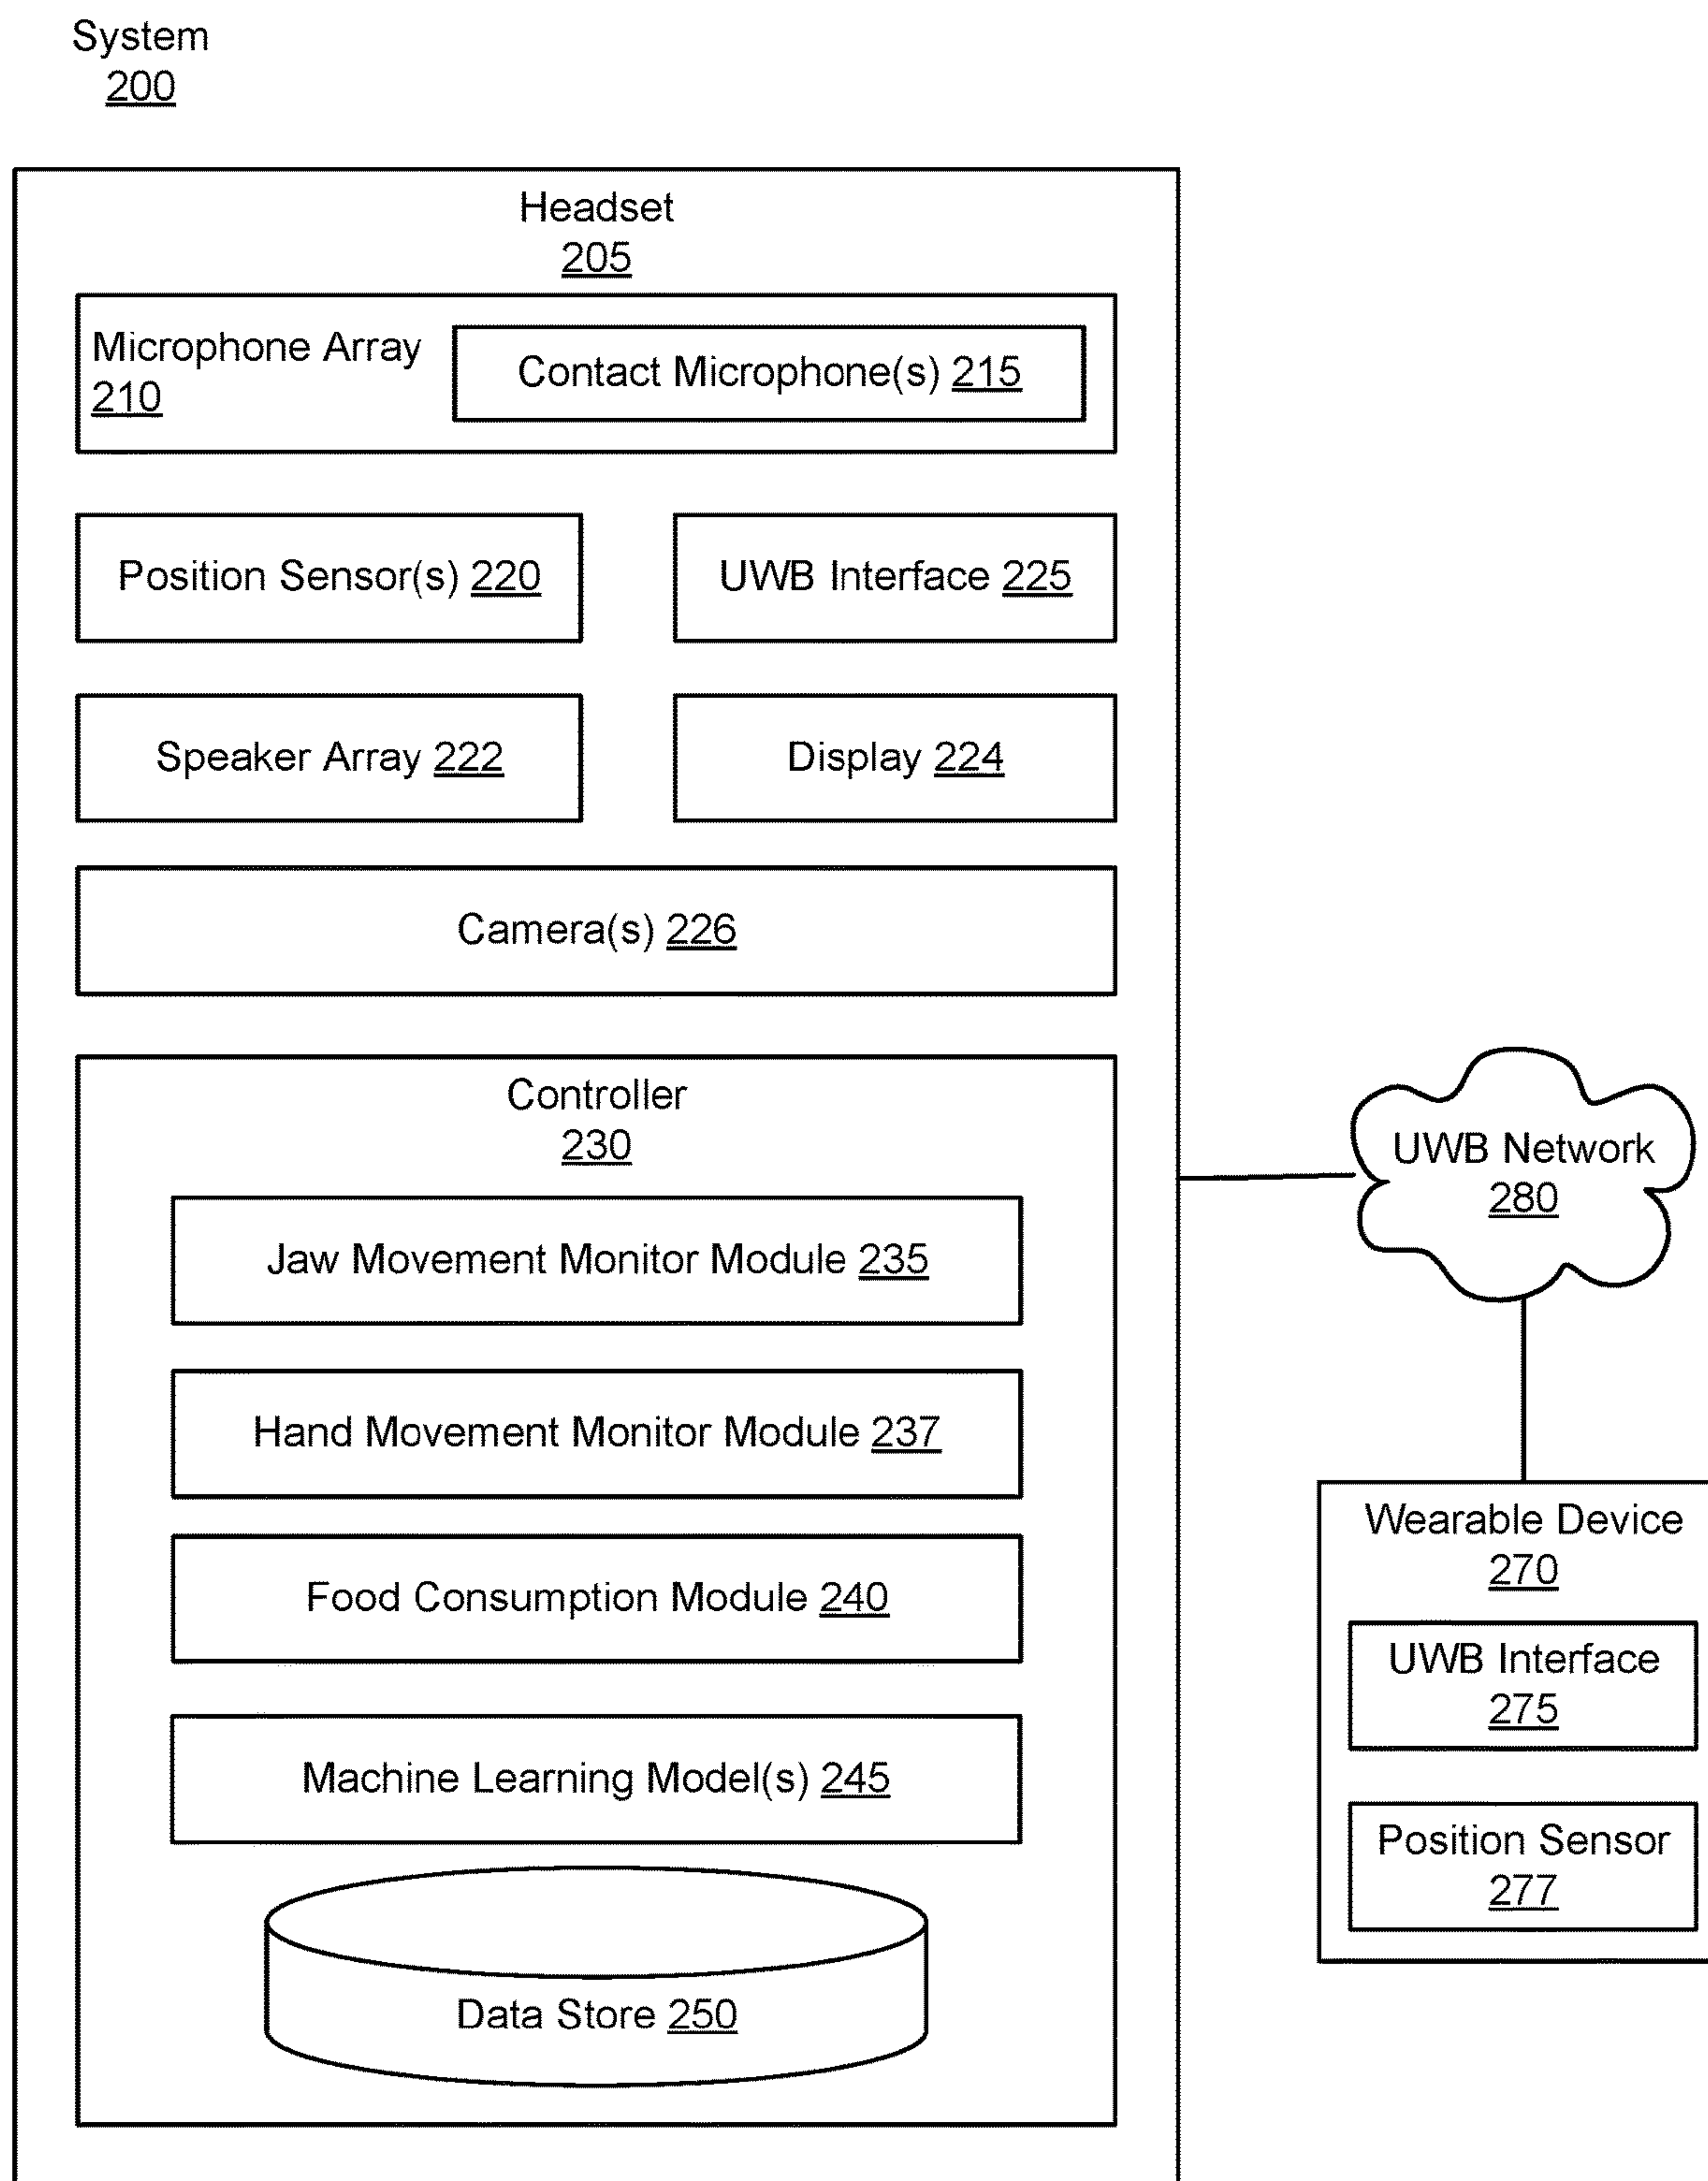 System
200
Headset
205
Microphone Array
210
Contact Microphone(s) 215
Position Sensor(s) 220
UWB Interface 225
Speaker Array 222
Display 224
Camera(s) 226
Controller
230
Jaw Movement Monitor Module 235
Hand Movement Monitor Module 237
Food Consumption Module 240
Machine Learning Model(s) 245
Data Store 250
UWB Network
280
Wearable Device
270
UWB Interface
275
Position Sensor
277